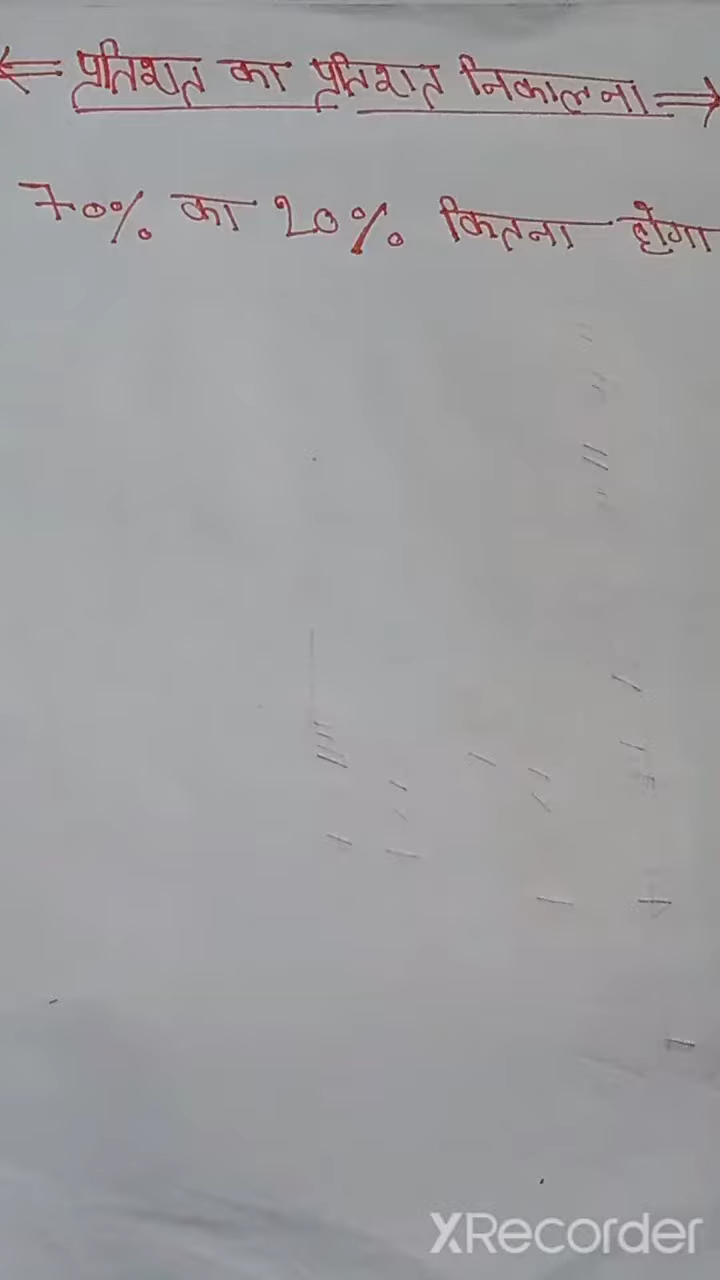 ⇐ प्रतिशत का प्रतिशत निकालना ⇒
70% का 20% कितना होगा
XRecorder